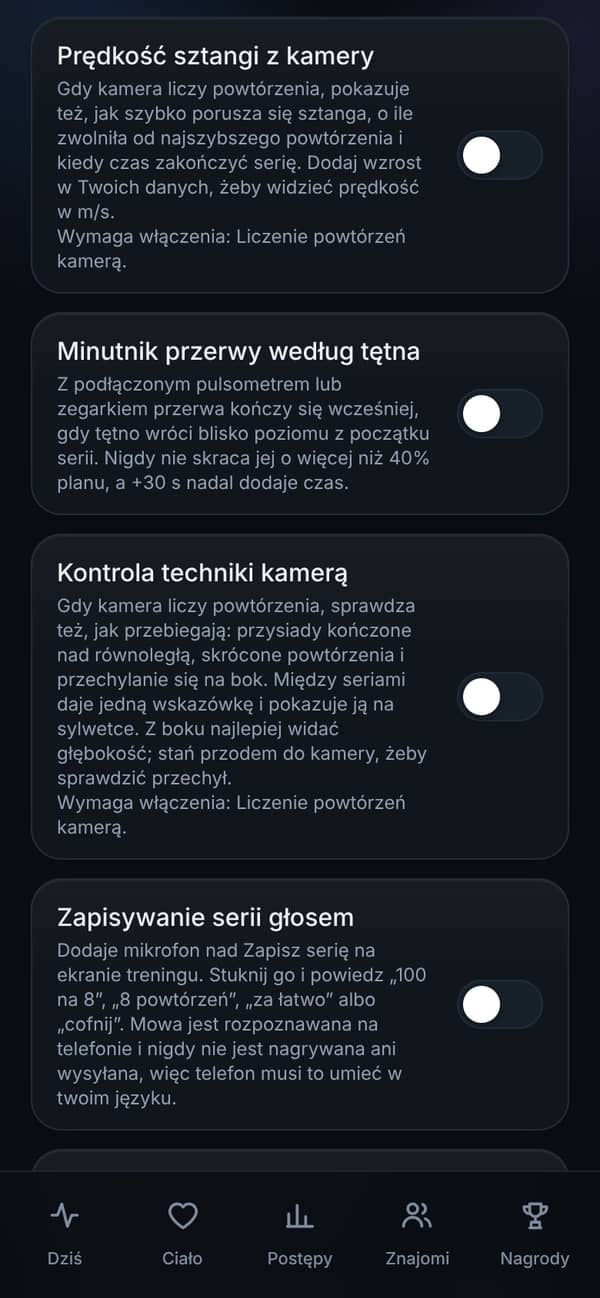 Prędkość sztangi z kamery
Gdy kamera liczy powtórzenia, pokazuje
też, jak szybko porusza się sztanga, o ile
zwolniła od najszybszego powtórzenia i
kiedy czas zakończyć serię. Dodaj wzrost
w Twoich danych, żeby widzieć prędkość
w m/s.
Wymaga włączenia: Liczenie powtórzeń
kamerą.
Minutnik przerwy według tętna
Z podłączonym pulsometrem lub
zegarkiem przerwa kończy się wcześniej,
gdy tętno wróci blisko poziomu z początku
serii. Nigdy nie skraca jej o więcej niż 40%
planu, a +30 s nadal dodaje czas.
Kontrola techniki kamerą
Gdy kamera liczy powtórzenia, sprawdza
też, jak przebiegają: przysiady kończone
nad równoległą, skrócone powtórzenia i
przechylanie się na bok. Między seriami
daje jedną wskazówkę i pokazuje ją na
sylwetce. Z boku najlepiej widać
głębokość; stań przodem do kamery, żeby
sprawdzić przechył.
Wymaga włączenia: Liczenie powtórzeń
kamerą.
Zapisywanie serii głosem
Dodaje mikrofon nad Zapisz serię na
ekranie treningu. Stuknij go i powiedz „100
na 8”, „8 powtórzeń”, „za łatwo” albo
„cofnij”. Mowa jest rozpoznawana na
telefonie i nigdy nie jest nagrywana ani
wysyłana, więc telefon musi to umieć w
twoim języku.
Dziś Ciało Postępy Znajomi Nagrody